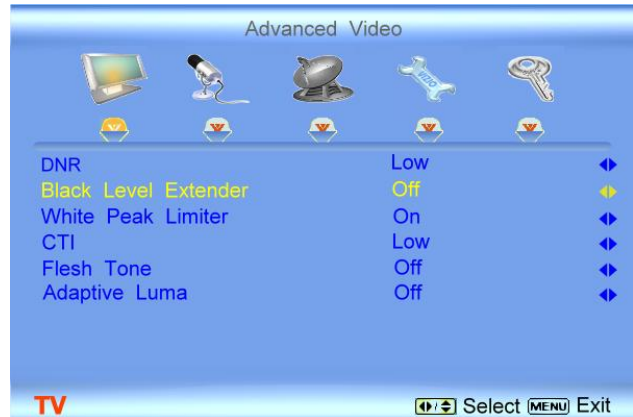 Advanced Video
VIZIO
DNR Low
Black Level Extender Off
White Peak Limiter On
CTI Low
Flesh Tone Off
Adaptive Luma Off
TV Select MENU Exit